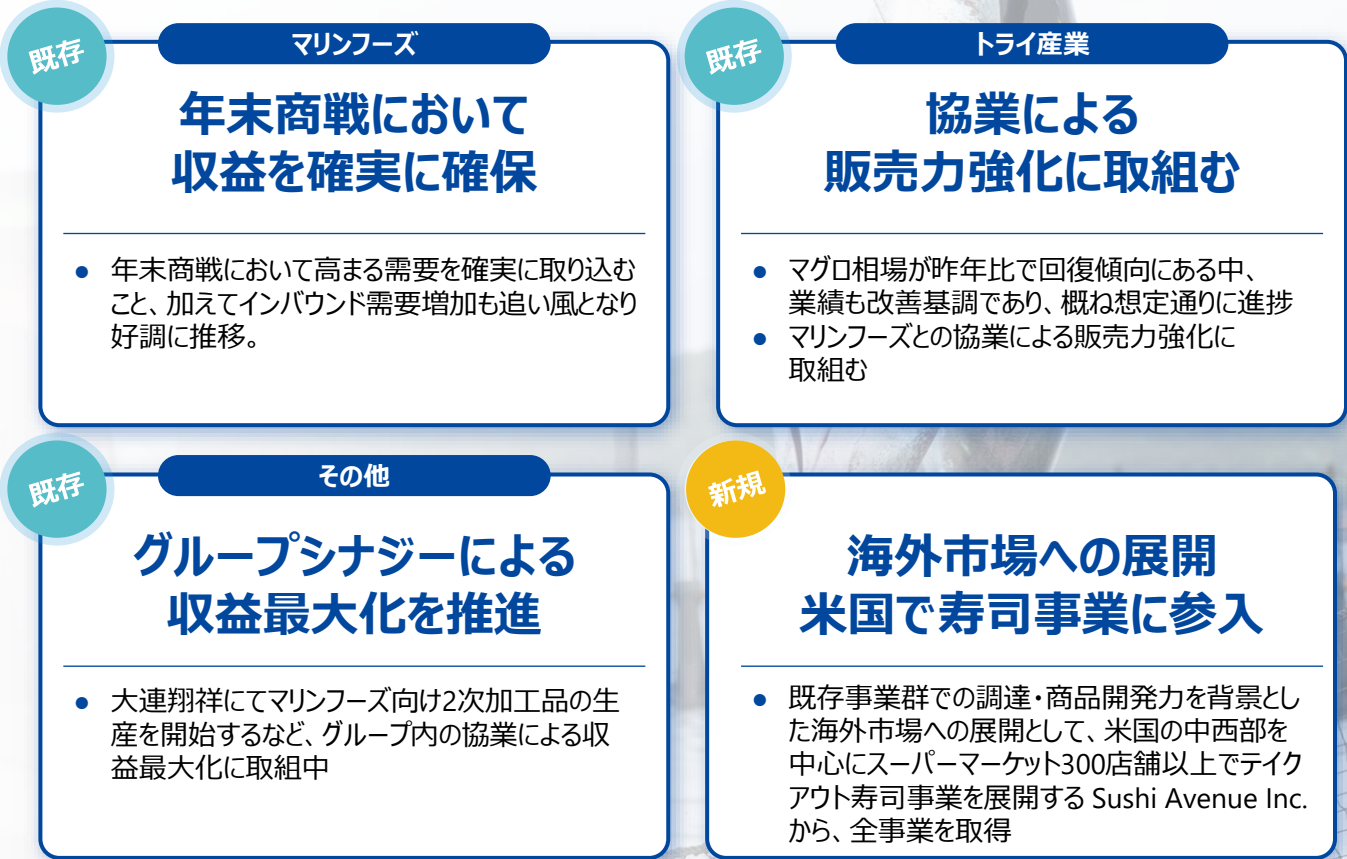 既存
マリンフーズ
年末商戦において
収益を確実に確保
● 年末商戦において高まる需要を確実に取り込む
こと、加えてインバウンド需要増加も追い風となり
好調に推移。
既存
トライ産業
協業による
販売力強化に取組む
● マグロ相場が昨年比で回復傾向にある中、
業績も改善基調であり、概ね想定通りに進捗
● マリンフーズとの協業による販売力強化に
取組む
既存
その他
グループシナジーによる
収益最大化を推進
● 大連翔祥にてマリンフーズ向け2次加工品の生
産を開始するなど、グループ内の協業による収
益最大化に取組中
新規
海外市場への展開
米国で寿司事業に参入
● 既存事業群での調達・商品開発力を背景とし
た海外市場への展開として、米国の中西部を
中心にスーパーマーケット300店舗以上でテイク
アウト寿司事業を展開する Sushi Avenue Inc.
から、全事業を取得